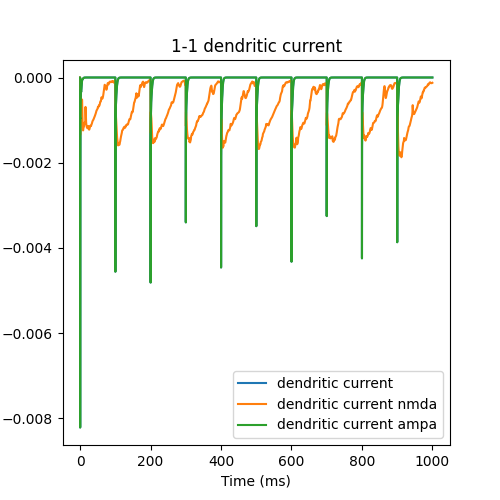 1-1 dendritic current
0.000
−0.002
−0.004
−0.006
−0.008
dendritic current
dendritic current nmda
dendritic current ampa
0 200 400 600 800 1000
Time (ms)